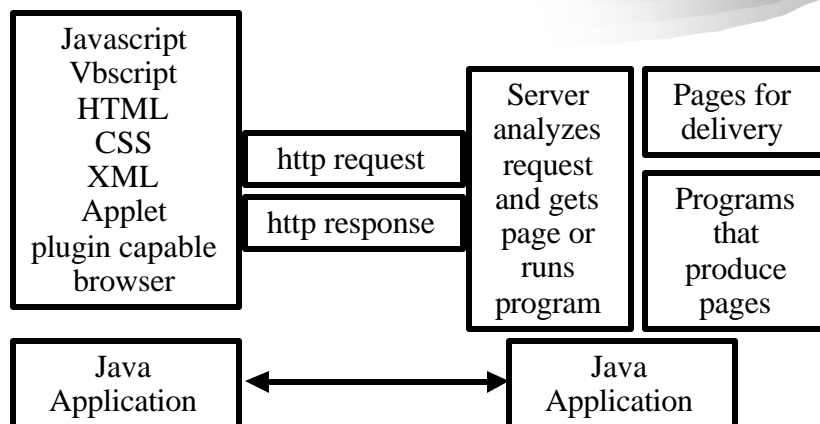 Javascript
Vbscript
HTML
CSS
XML
Applet
plugin capable
browser
http request
http response
Server
analyzes
request
and gets
page or
runs
program
Pages for
delivery
Programs
that
produce
pages
Java
Application
Java
Application